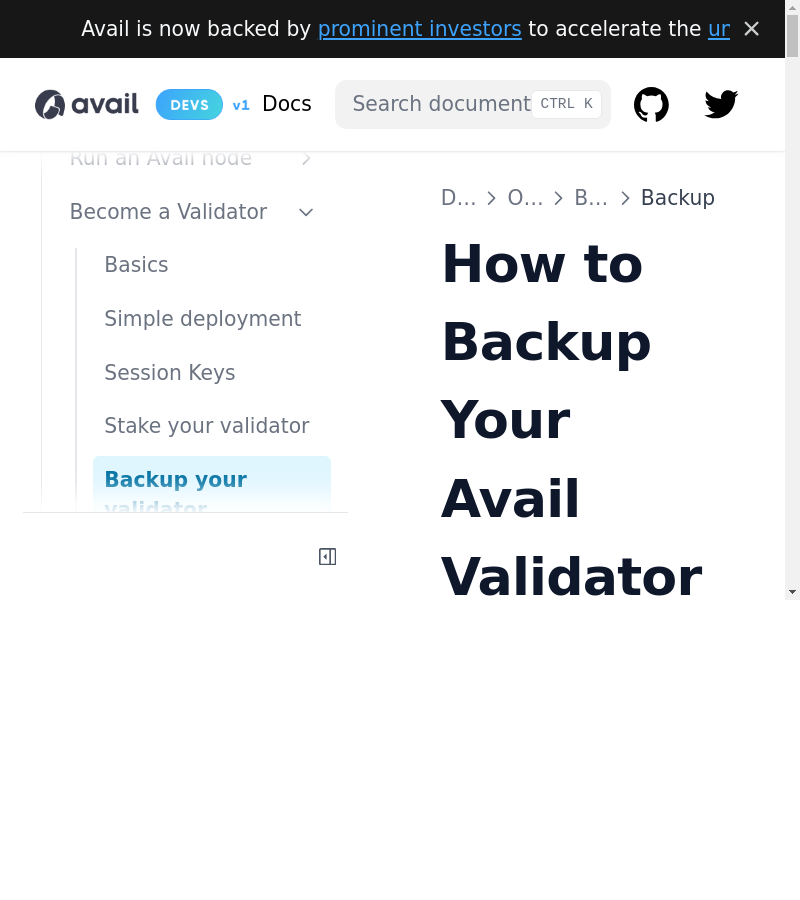 Avail is now backed by prominent investors to accelerate the ur
avail DEVS v1 Docs Search document CTRL K
Run an Avail node
Become a Validator
Basics
Simple deployment
Session Keys
Stake your validator
Backup your
validator
D… O… B… Backup
How to
Backup
Your
Avail
Validator